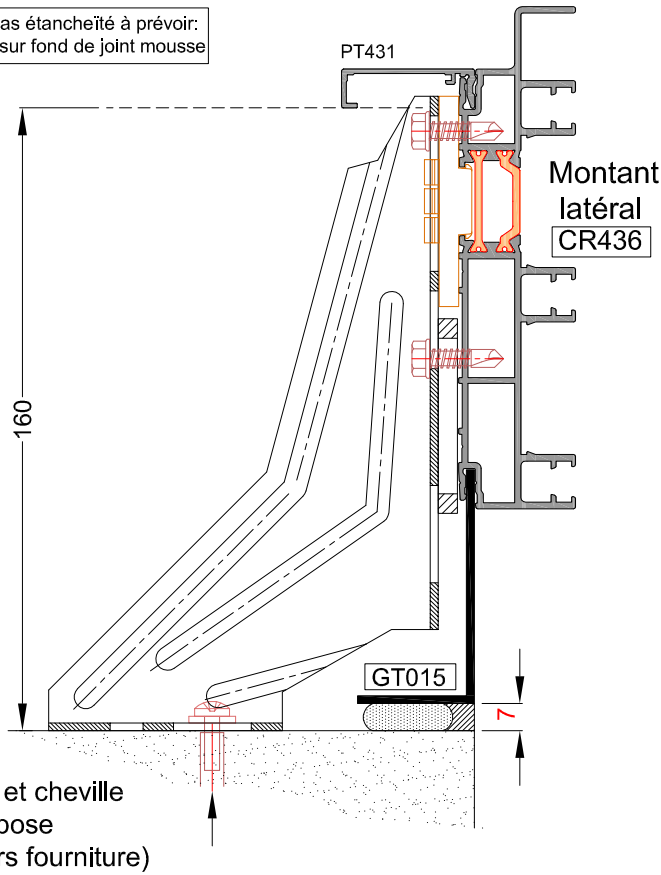 as étancheïté à prévoir:
sur fond de joint mousse
PT431
Montant
latéral
CR436
160
GT015
7
et cheville
pose
rs fourniture)